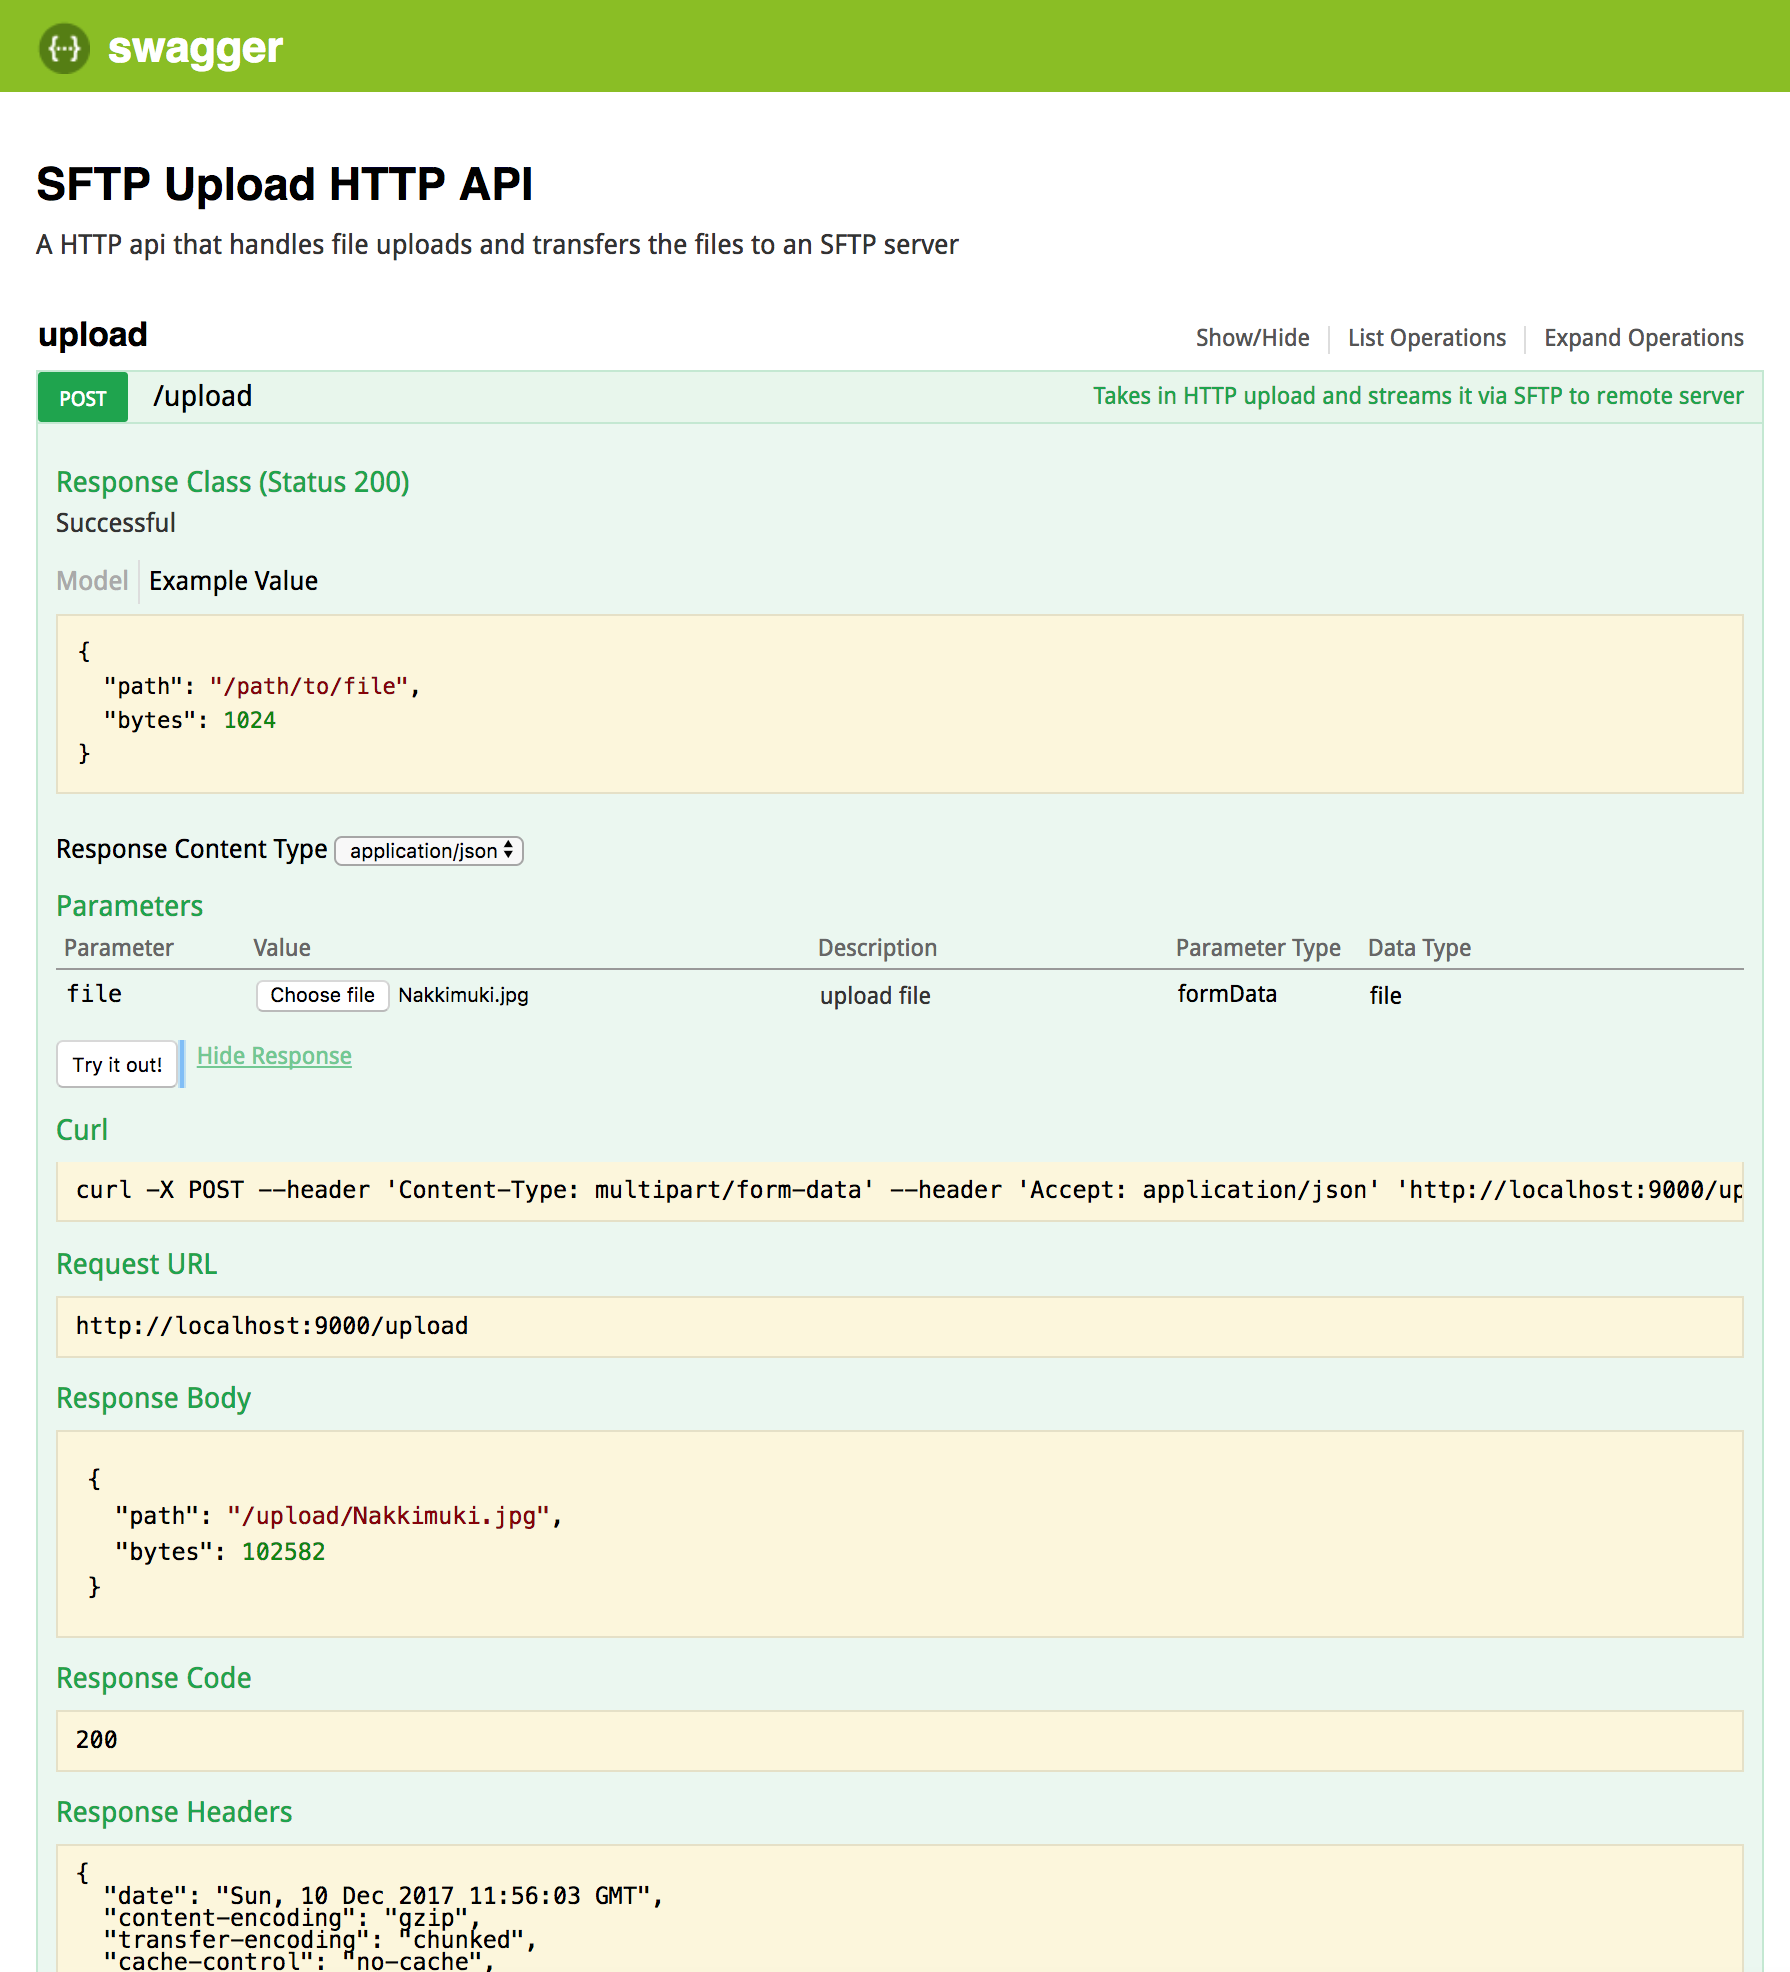 {···} swagger
SFTP Upload HTTP API
A HTTP api that handles file uploads and transfers the files to an SFTP server
upload Show/Hide List Operations Expand Operations
POST /upload Takes in HTTP upload and streams it via SFTP to remote server
Response Class (Status 200)
Successful
Model Example Value
{
"path": "/path/to/file",
"bytes": 1024
}
Response Content Type application/json
Parameters
Parameter Value Description Parameter Type Data Type
file Choose file Nakkimuki.jpg upload file formData file
Try it out! Hide Response
Curl
curl -X POST --header 'Content-Type: multipart/form-data' --header 'Accept: application/json' 'http://localhost:9000/up
Request URL
http://localhost:9000/upload
Response Body
{
"path": "/upload/Nakkimuki.jpg",
"bytes": 102582
}
Response Code
200
Response Headers
{
"date": "Sun, 10 Dec 2017 11:56:03 GMT",
"content-encoding": "gzip",
"transfer-encoding": "chunked",
"cache-control": "no-cache",